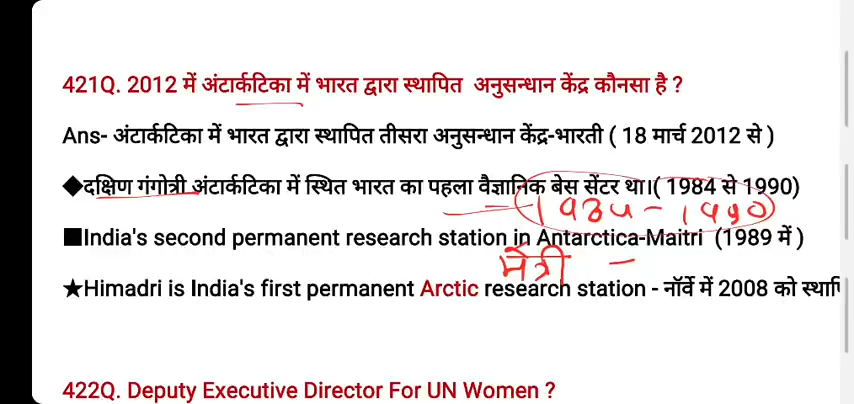 421Q. 2012 में अंटार्कटिका में भारत द्वारा स्थापित अनुसन्धान केंद्र कौनसा है ?
Ans- अंटार्कटिका में भारत द्वारा स्थापित तीसरा अनुसन्धान केंद्र-भारती ( 18 मार्च 2012 से )
◆दक्षिण गंगोत्री अंटार्कटिका में स्थित भारत का पहला वैज्ञानिक बेस सेंटर था।( 1984 से 1990)
1984 - 1990
■India's second permanent research station in Antarctica-Maitri (1989 में )
मैत्री -
★Himadri is India's first permanent Arctic research station - नॉर्वे में 2008 को
422Q. Deputy Executive Director For UN Women ?